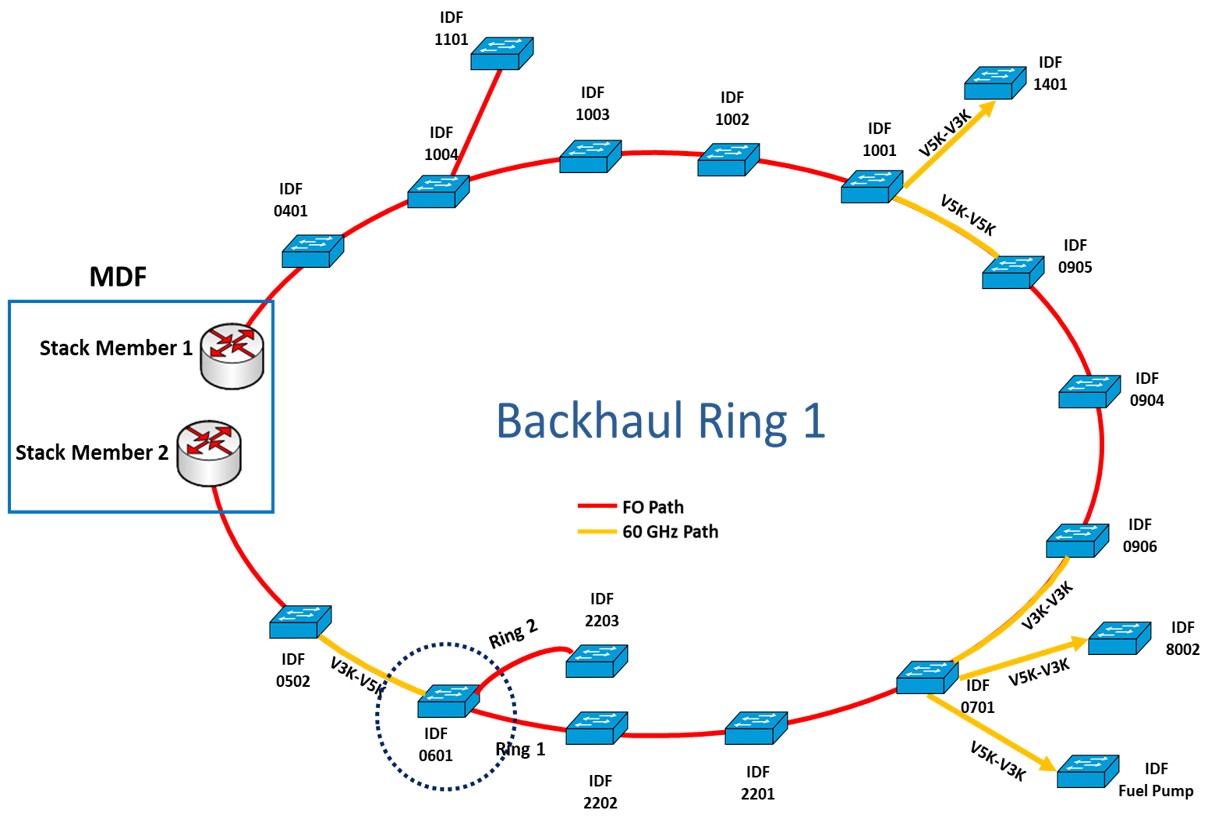 IDF
1101
IDF
1401
IDF
1003
IDF
1002
IDF
1004
IDF
1001
V5K-V3K
IDF
0401
V5K-V5K
IDF
0905
MDF
Stack Member 1
Stack Member 2
IDF
0904
Backhaul Ring 1
FO Path
60 GHz Path
IDF
0906
V3K-V3K
IDF
2203
Ring 2
IDF
8002
V5K-V3K
IDF
0502
V3K-V5K
IDF
0701
IDF
0601
Ring 1
V5K-V3K
IDF
2202
IDF
2201
IDF
Fuel Pump